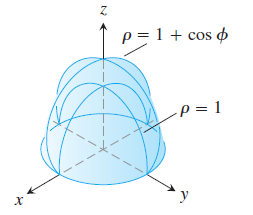 z
ρ = 1 + cos ϕ
ρ = 1
x
y